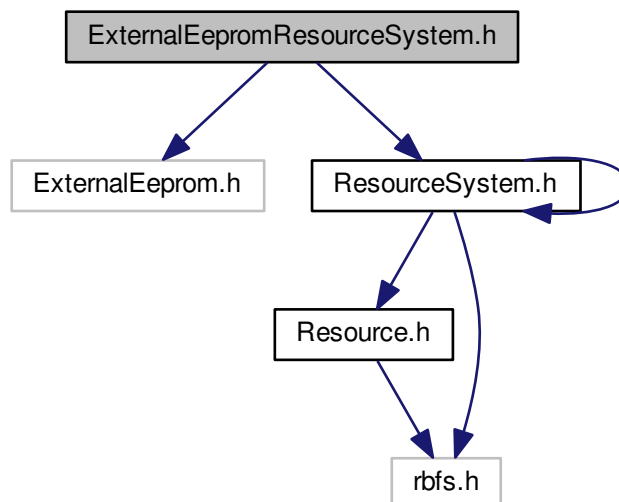 ExternalEepromResourceSystem.h
ExternalEeprom.h
ResourceSystem.h
Resource.h
rbfs.h